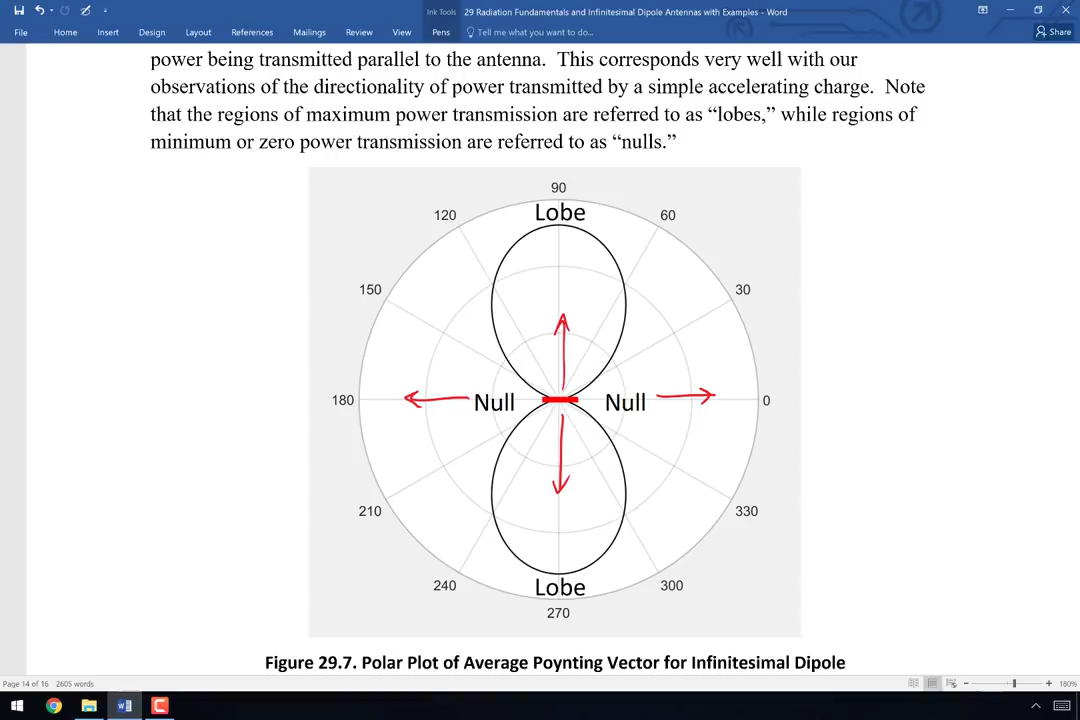 Ink Tools
29 Radiation Fundamentals and Infinitesimal Dipole Antennas with Examples - Word
File Home Insert Design Layout References Mailings Review View Pens Tell me what you want to do... Share
power being transmitted parallel to the antenna. This corresponds very well with our
observations of the directionality of power transmitted by a simple accelerating charge. Note
that the regions of maximum power transmission are referred to as “lobes,” while regions of
minimum or zero power transmission are referred to as “nulls.”
90
Lobe
120
60
150
30
180
Null
Null
0
210
330
240
300
Lobe
270
Figure 29.7. Polar Plot of Average Poynting Vector for Infinitesimal Dipole
Page 14 of 16 2605 words
180%